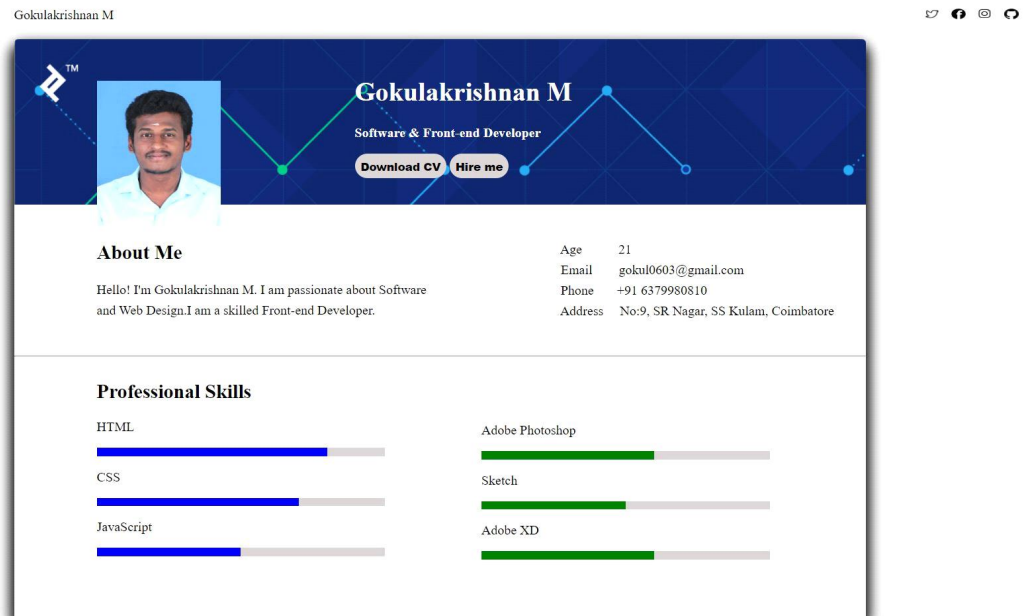 Gokulakrishnan M
TM
Gokulakrishnan M
Software & Front-end Developer
Download CV Hire me
About Me
Hello! I'm Gokulakrishnan M. I am passionate about Software
and Web Design.I am a skilled Front-end Developer.
Age 21
Email gokul0603@gmail.com
Phone +91 6379980810
Address No:9, SR Nagar, SS Kulam, Coimbatore
Professional Skills
HTML
CSS
JavaScript
Adobe Photoshop
Sketch
Adobe XD